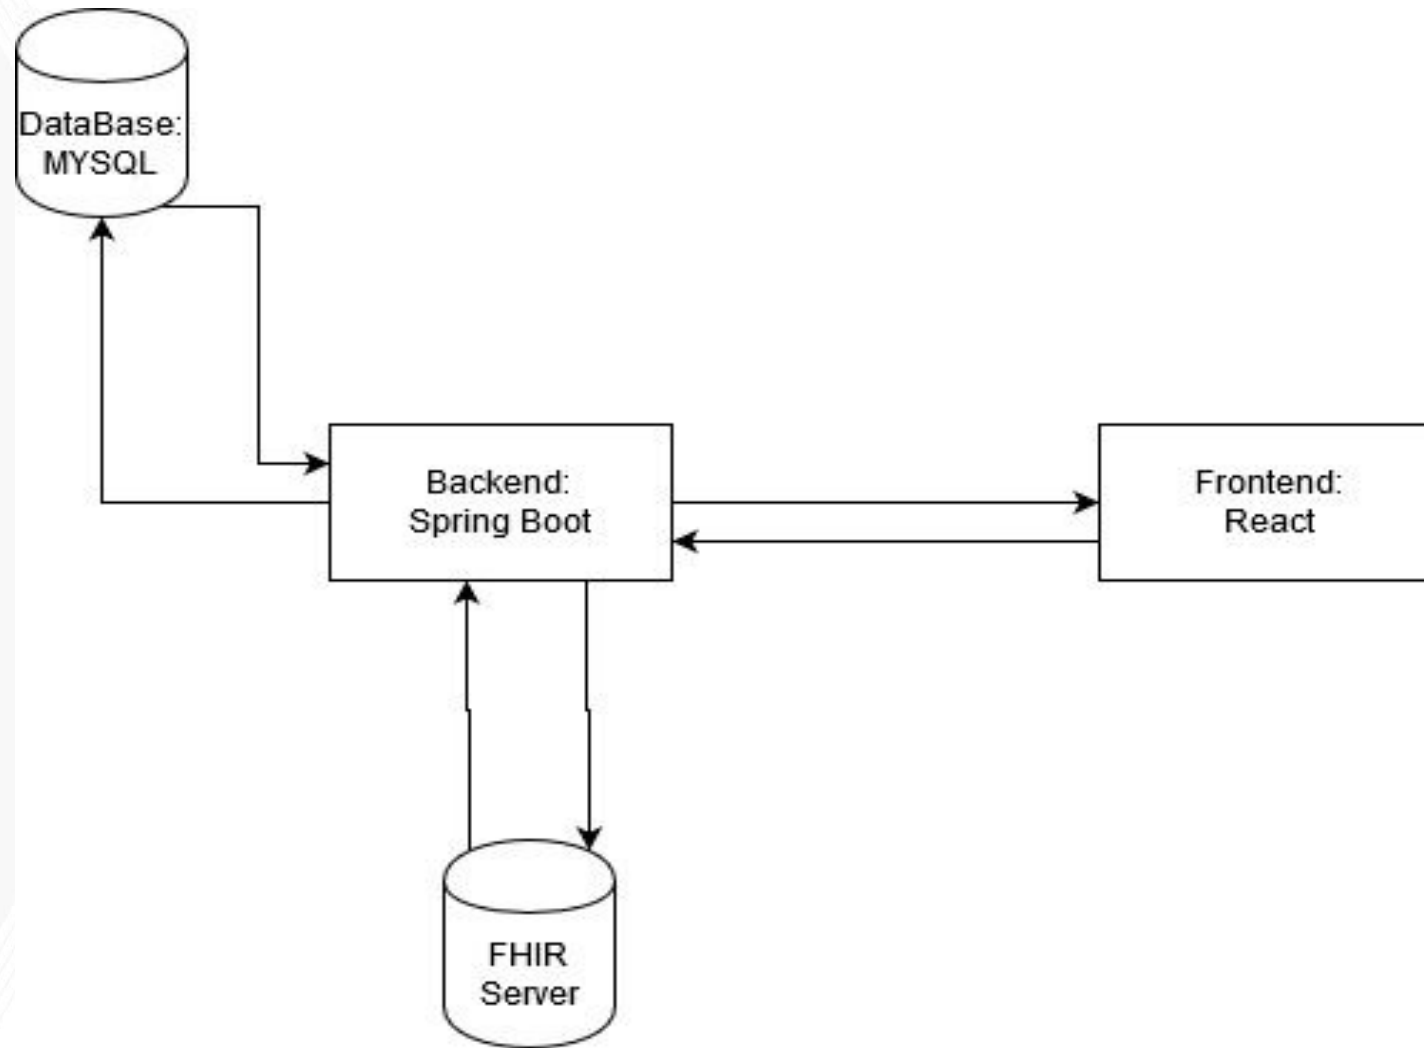 DataBase:
MYSQL
Backend:
Spring Boot
Frontend:
React
FHIR
Server